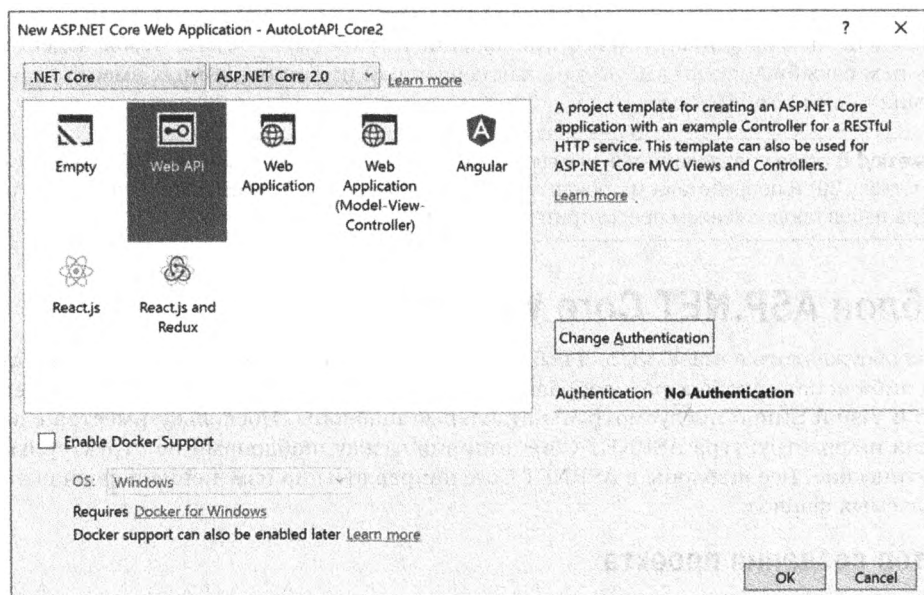 New ASP.NET Core Web Application - AutoLotAPI_Core2
? X
.NET Core
ASP.NET Core 2.0
Learn more
Empty
Web API
Web
Application
Web
Application
(Model-View-
Controller)
Angular
React.js
React.js and
Redux
A project template for creating an ASP.NET Core
application with an example Controller for a RESTful
HTTP service. This template can also be used for
ASP.NET Core MVC Views and Controllers.
Learn more
Change Authentication
Authentication No Authentication
Enable Docker Support
OS: Windows
Requires Docker for Windows
Docker support can also be enabled later Learn more
OK
Cancel